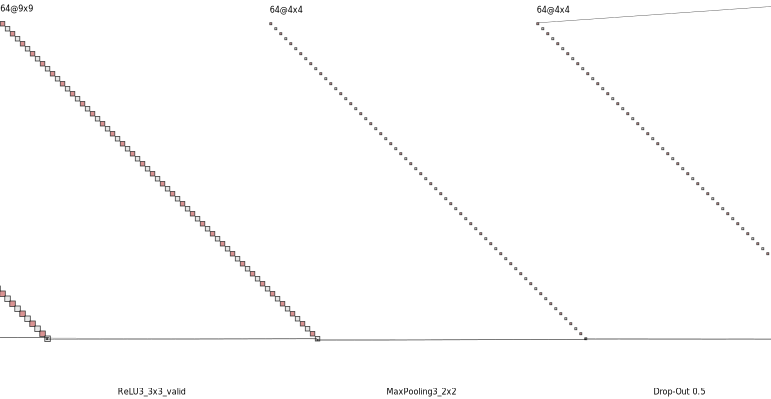 64@9x9
64@4x4
64@4x4
ReLU3_3x3_valid
MaxPooling3_2x2
Drop-Out 0.5